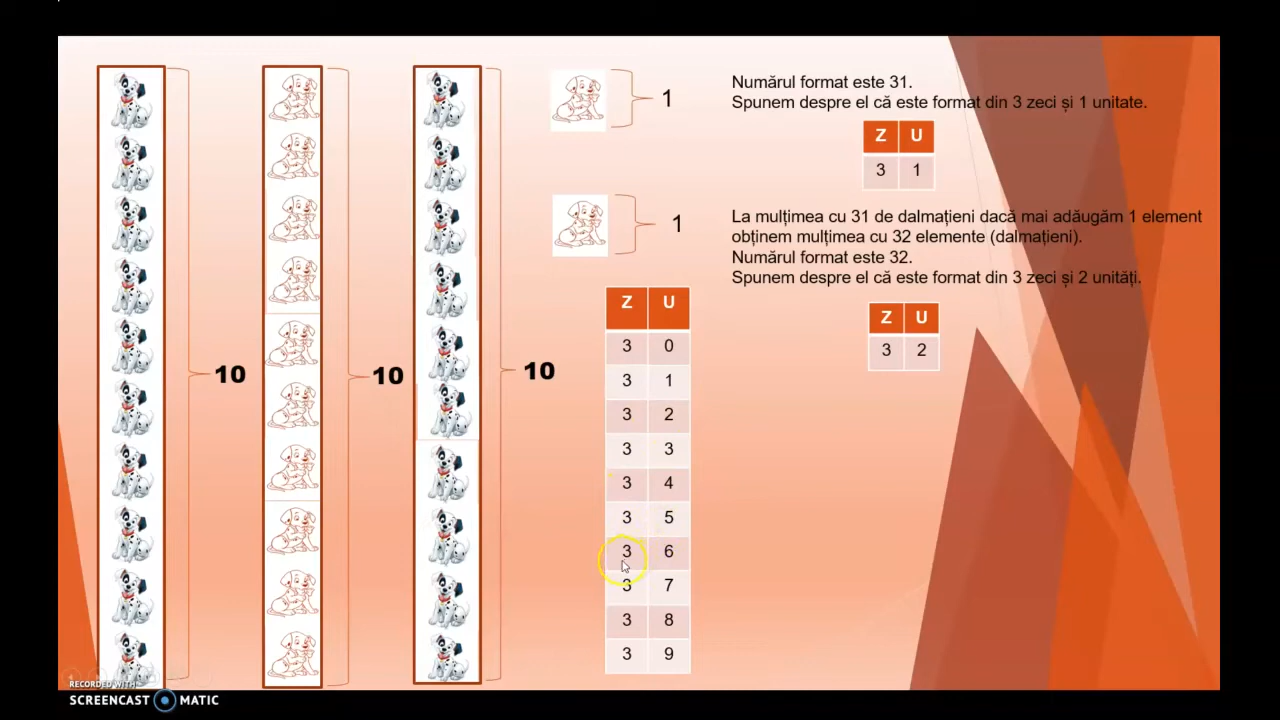 10
10
10
1
Numărul format este 31.
Spunem despre el că este format din 3 zeci și 1 unitate.
Z U
3 1
1
La mulțimea cu 31 de dalmațieni dacă mai adăugăm 1 element
obținem mulțimea cu 32 elemente (dalmațieni).
Numărul format este 32.
Spunem despre el că este format din 3 zeci și 2 unități.
Z U
3 2
Z U
3 0
3 1
3 2
3 3
3 4
3 5
3 6
3 7
3 8
3 9
RECORDED WITH
SCREENCAST MATIC